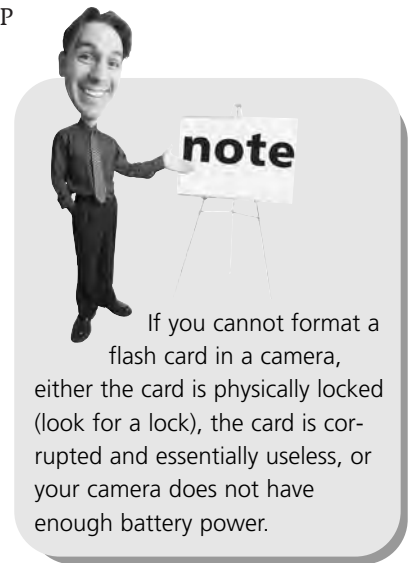 P
note
If you cannot format a
flash card in a camera,
either the card is physically locked
(look for a lock), the card is cor-
rupted and essentially useless, or
your camera does not have
enough battery power.